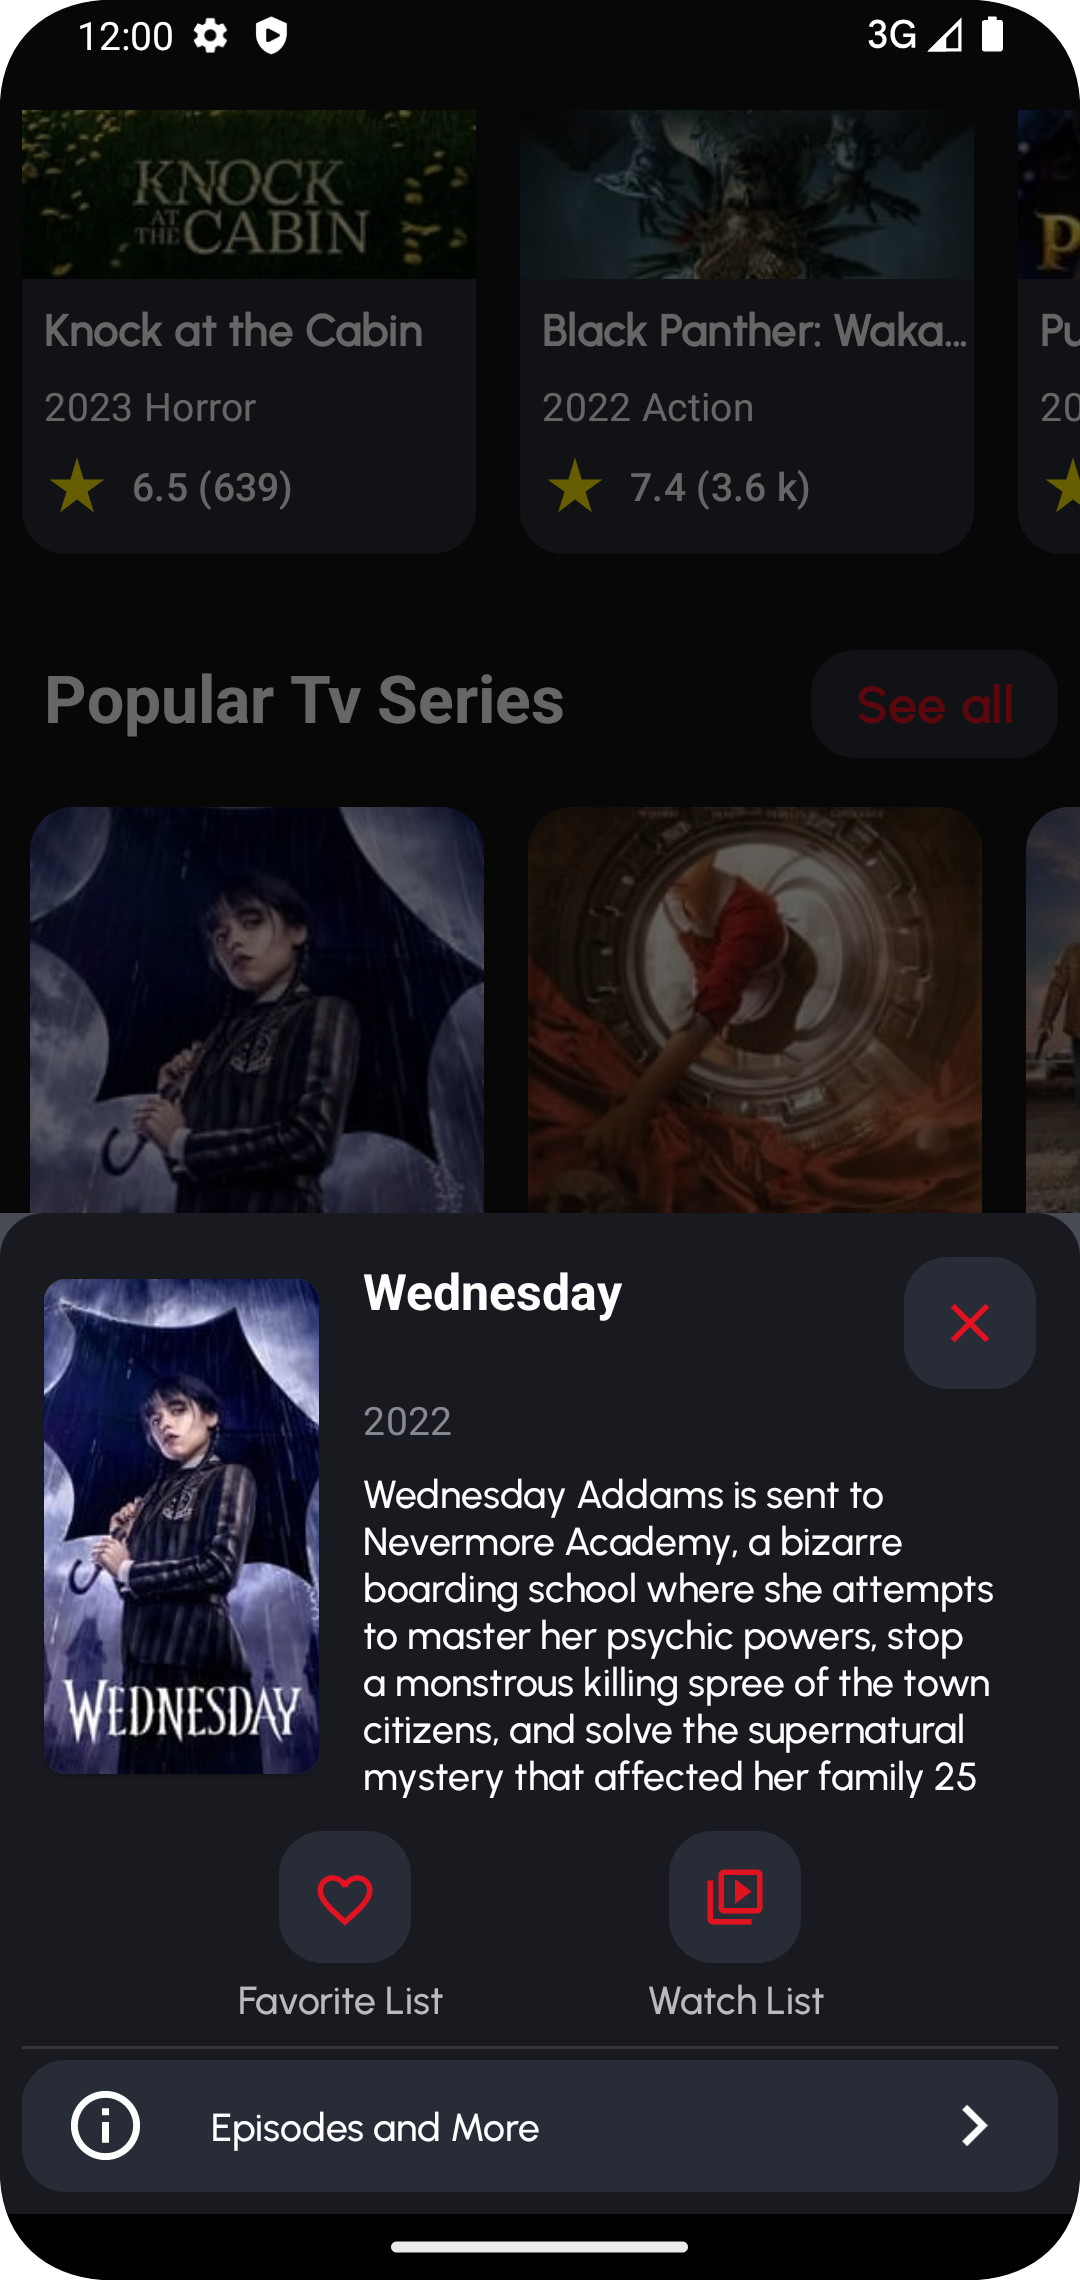 12:00
3G
KNOCK
AT
THE CABIN
Knock at the Cabin
Black Panther: Waka...
Pu
2023 Horror
2022 Action
20
6.5 (639)
7.4 (3.6 k)
Popular Tv Series
See all
Wednesday
2022
Wednesday Addams is sent to
Nevermore Academy, a bizarre
boarding school where she attempts
to master her psychic powers, stop
a monstrous killing spree of the town
citizens, and solve the supernatural
mystery that affected her family 25
WEDNESDAY
Favorite List
Watch List
Episodes and More